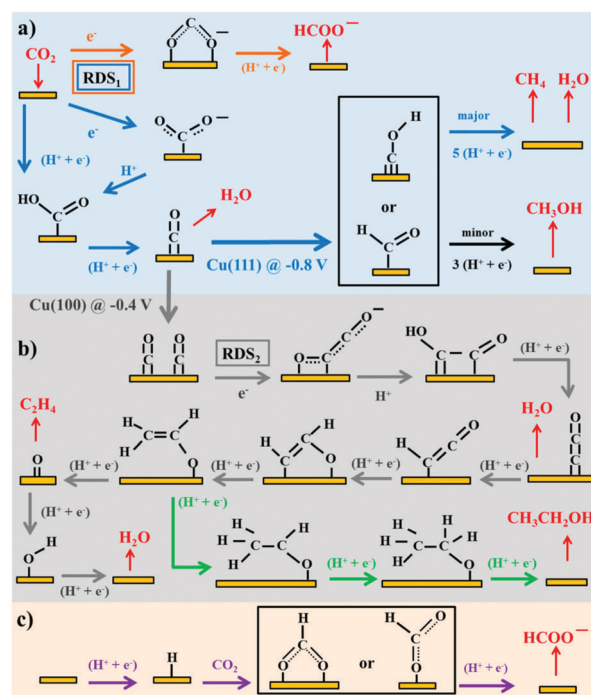 a)
CO2
e-
RDS1
C
O O −
(H+ + e-)
HCOO−
e-
O O −
C
(H+ + e-)
H+
HO O
C
(H+ + e-)
O
C
H2O
Cu(111) @ -0.8 V
H
O
C
or
H O
C
major
5 (H+ + e-)
CH4 H2O
minor
3 (H+ + e-)
CH3OH
Cu(100) @ -0.4 V
b)
O O
C C
RDS2
e-
O −
C
O C
H+
HO O
C C
(H+ + e-)
C2H4
O
(H+ + e-)
H H
C C
H O
(H+ + e-)
H H
C C
O
(H+ + e-)
O
C
H C
(H+ + e-)
H2O
O
C
C
(H+ + e-)
H
O
(H+ + e-)
H2O
(H+ + e-)
H H
H C C
H O
(H+ + e-)
H H H
H C C
H O
(H+ + e-)
CH3CH2OH
c)
(H+ + e-)
H
CO2
H
C
O O
or
H O
C
O
(H+ + e-)
HCOO−